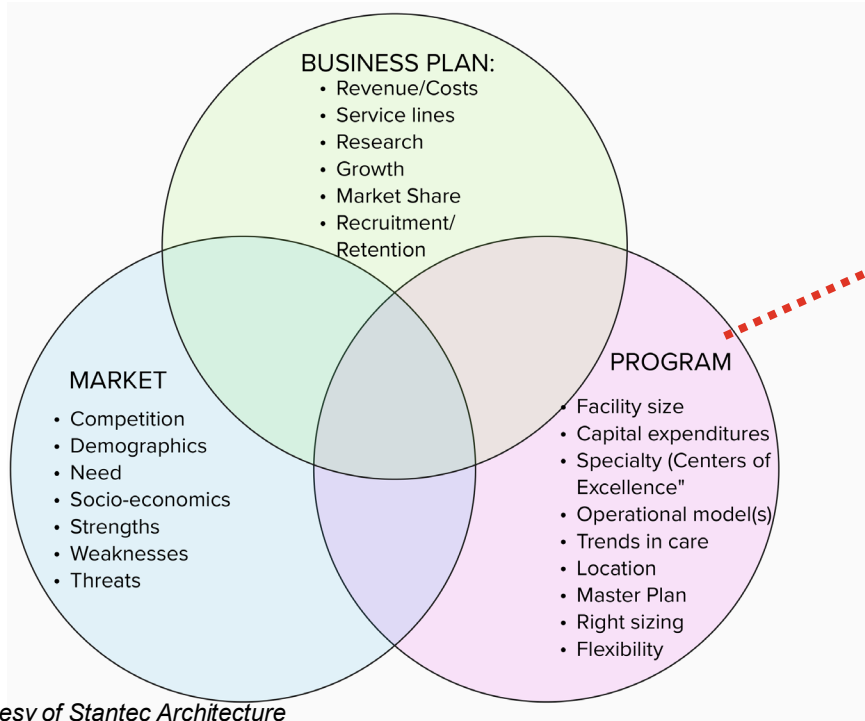 BUSINESS PLAN:
• Revenue/Costs
• Service lines
• Research
• Growth
• Market Share
• Recruitment/
Retention
MARKET
• Competition
• Demographics
• Need
• Socio-economics
• Strengths
• Weaknesses
• Threats
PROGRAM
• Facility size
• Capital expenditures
• Specialty (Centers of
Excellence"
• Operational model(s)
• Trends in care
• Location
• Master Plan
• Right sizing
• Flexibility
esy of Stantec Architecture